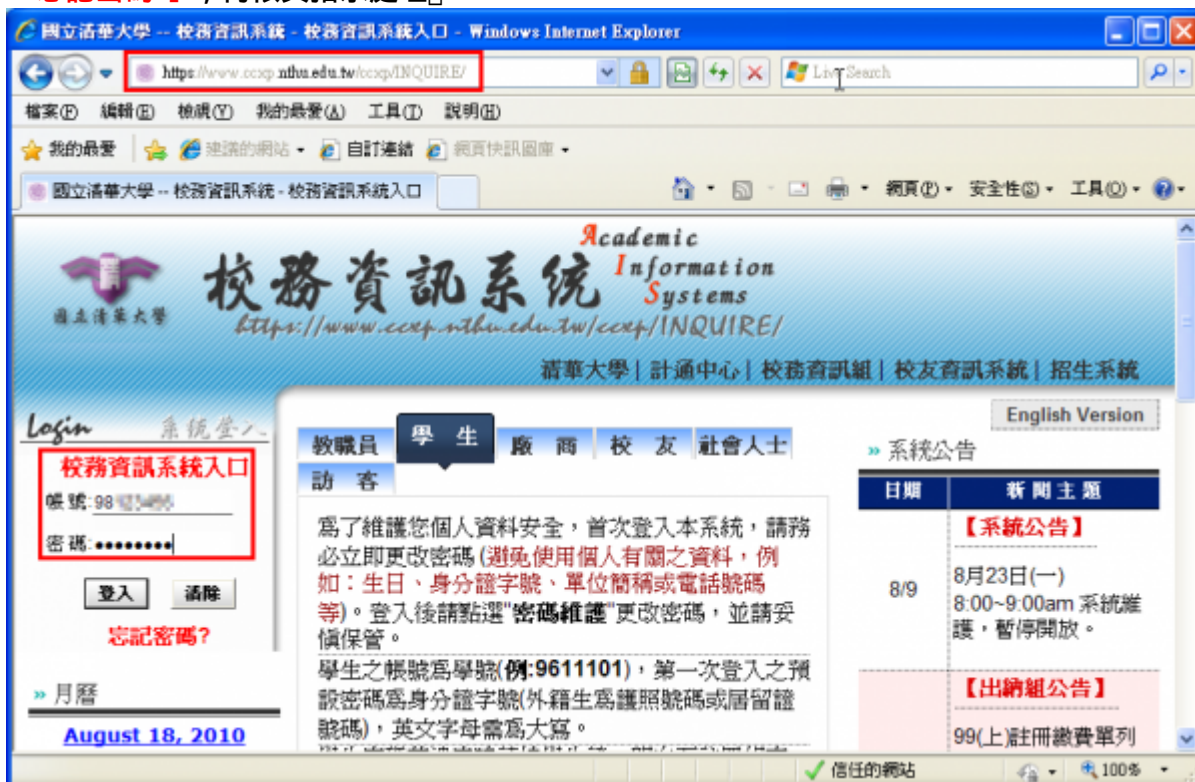 國立清華大學 -- 校務資訊系統 - 校務資訊系統入口 - Windows Internet Explorer
https://www.ccxp.nthu.edu.tw/ccxp/INQUIRE/
Live Search
檔案(F) 編輯(E) 檢視(V) 我的最愛(A) 工具(T) 說明(H)
我的最愛 建議的網站 自訂連結 網頁快訊圖庫
國立清華大學 -- 校務資訊系統 - 校務資訊系統入口
網頁(P) 安全性(S) 工具(O)
Academic
Information
Systems
國立清華大學
校務資訊系統
https://www.ccxp.nthu.edu.tw/ccxp/INQUIRE/
清華大學 | 計通中心 | 校務資訊組 | 校友資訊系統 | 招生系統
Login 系統登入
校務資訊系統入口
帳號: 98
密碼:
登入 清除
忘記密碼?
» 月曆
August 18, 2010
教職員 學生 廠商 校友 社會人士
訪客
為了維護您個人資料安全,首次登入本系統,請務
必立即更改密碼 (避免使用個人有關之資料,例
如:生日、身分證字號、單位簡稱或電話號碼
等)。登入後請點選"密碼維護"更改密碼,並請妥
慎保管。
學生之帳號為學號(例:9611101),第一次登入之預
設密碼為身分證字號(外籍生為護照號碼或居留證
號碼),英文字母需為大寫。
English Version
» 系統公告
日期 新聞主題
【系統公告】
8/9
8月23日(一)
8:00~9:00am 系統維
護,暫停開放。
【出納組公告】
99(上)註冊繳費單列
信任的網站
100%